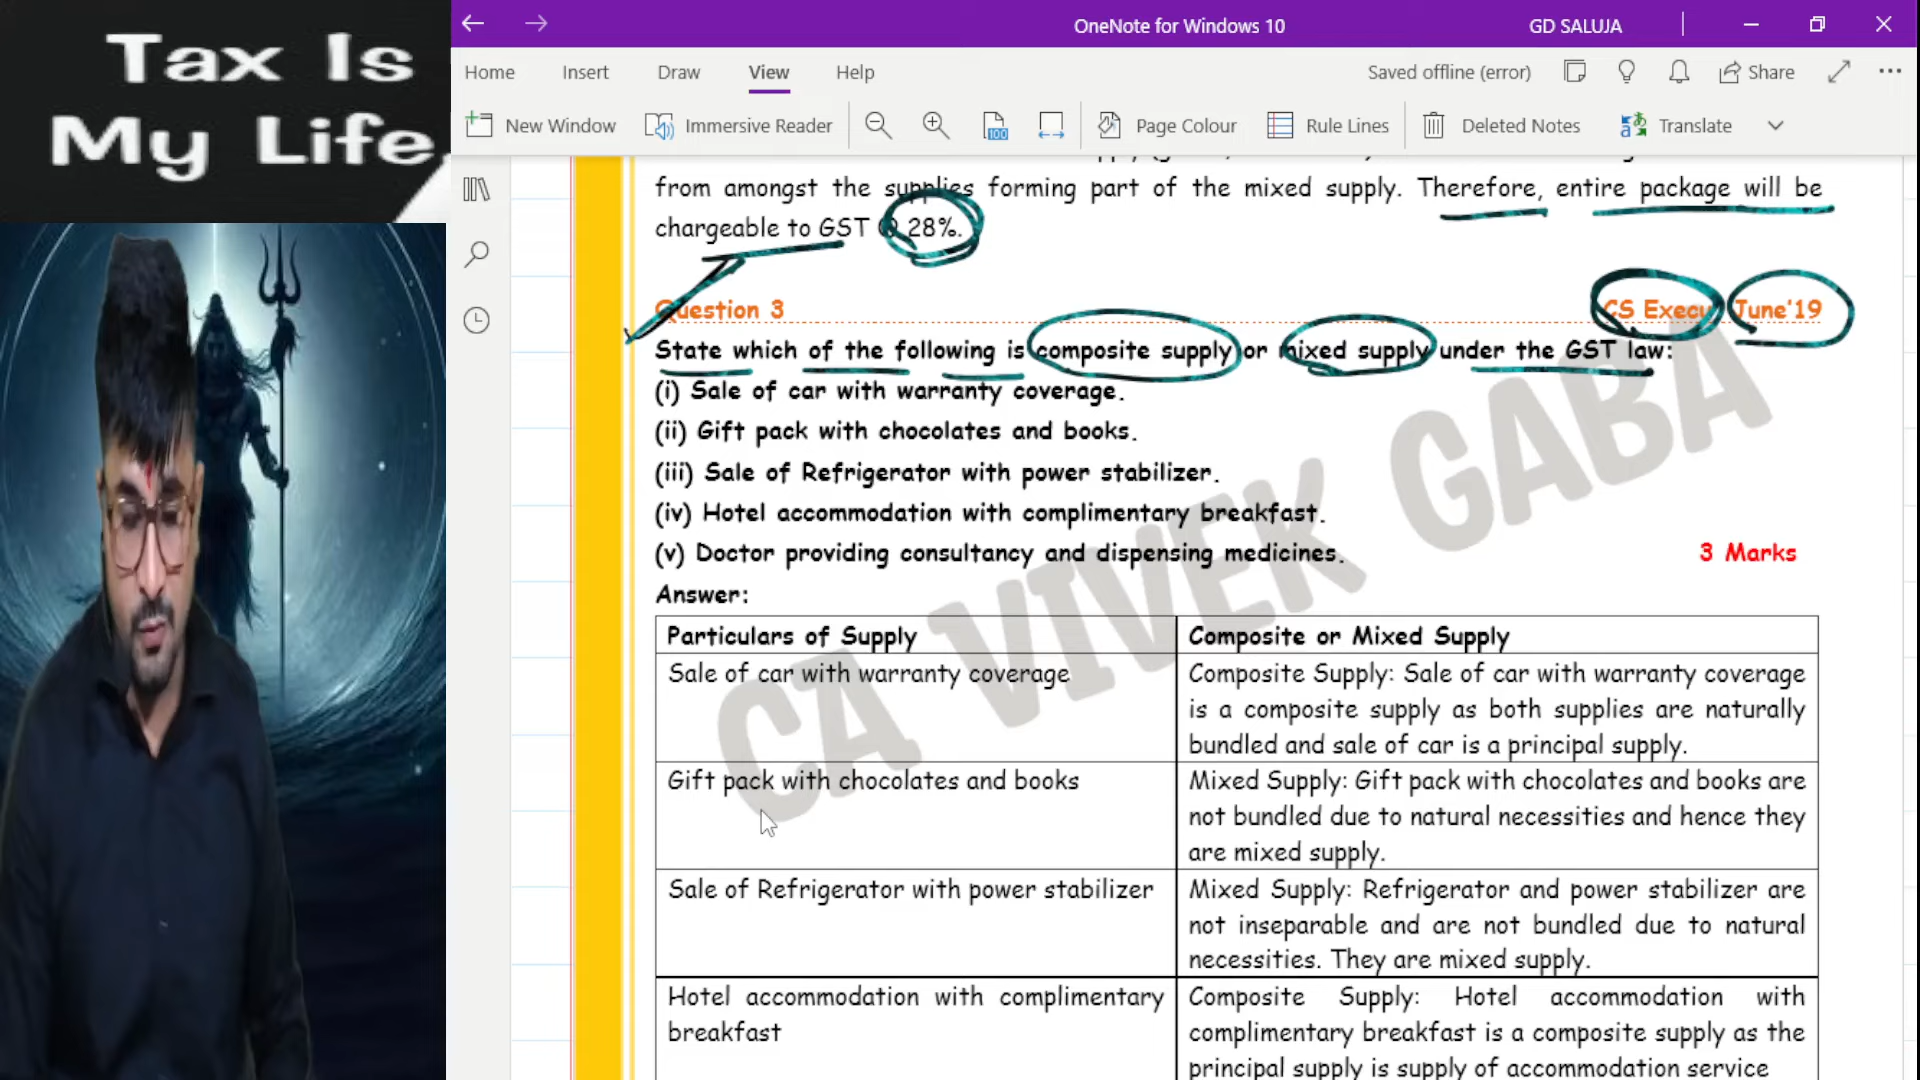 Tax Is
My Life.
OneNote for Windows 10
GD SALUJA
Home Insert Draw View Help
Saved offline (error)
Share
New Window
Immersive Reader
100
Page Colour
Rule Lines
Deleted Notes
Translate
from amongst the supplies forming part of the mixed supply. Therefore, entire package will be
chargeable to GST @ 28%.
Question 3 CS Execu June'19
State which of the following is composite supply or mixed supply under the GST law:
(i) Sale of car with warranty coverage.
(ii) Gift pack with chocolates and books.
(iii) Sale of Refrigerator with power stabilizer.
(iv) Hotel accommodation with complimentary breakfast.
(v) Doctor providing consultancy and dispensing medicines. 3 Marks
Answer:
Particulars of Supply
Composite or Mixed Supply
Sale of car with warranty coverage
Composite Supply: Sale of car with warranty coverage
is a composite supply as both supplies are naturally
bundled and sale of car is a principal supply.
Gift pack with chocolates and books
Mixed Supply: Gift pack with chocolates and books are
not bundled due to natural necessities and hence they
are mixed supply.
Sale of Refrigerator with power stabilizer
Mixed Supply: Refrigerator and power stabilizer are
not inseparable and are not bundled due to natural
necessities. They are mixed supply.
Hotel accommodation with complimentary
breakfast
Composite Supply: Hotel accommodation with
complimentary breakfast is a composite supply as the
principal supply is supply of accommodation service
CA VIVEK GABA